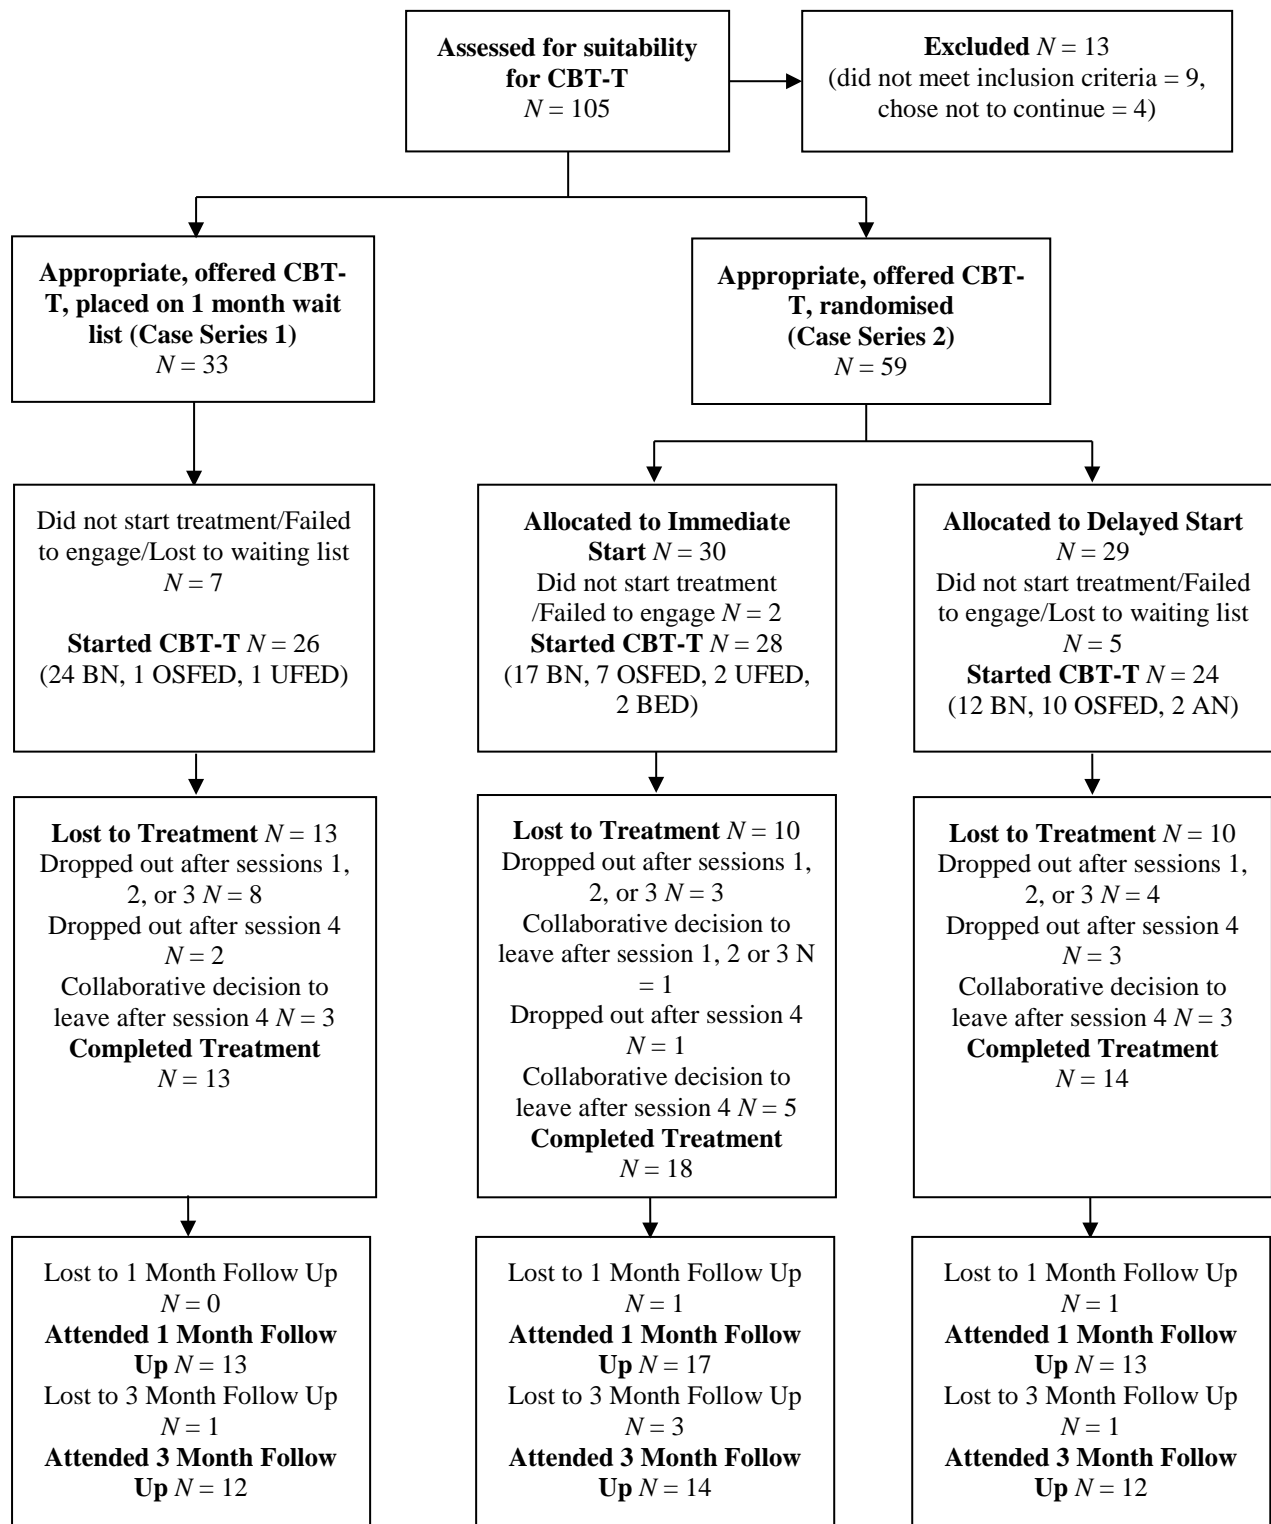 Assessed for suitability
for CBT-T
N = 105
Excluded N = 13
(did not meet inclusion criteria = 9,
chose not to continue = 4)
Appropriate, offered CBT-
T, placed on 1 month wait
list (Case Series 1)
N = 33
Appropriate, offered CBT-
T, randomised
(Case Series 2)
N = 59
Did not start treatment/Failed
to engage/Lost to waiting list
N = 7
Started CBT-T N = 26
(24 BN, 1 OSFED, 1 UFED)
Allocated to Immediate
Start N = 30
Did not start treatment
/Failed to engage N = 2
Started CBT-T N = 28
(17 BN, 7 OSFED, 2 UFED,
2 BED)
Allocated to Delayed Start
N = 29
Did not start treatment/Failed
to engage/Lost to waiting list
N = 5
Started CBT-T N = 24
(12 BN, 10 OSFED, 2 AN)
Lost to Treatment N = 13
Dropped out after sessions 1,
2, or 3 N = 8
Dropped out after session 4
N = 2
Collaborative decision to
leave after session 4 N = 3
Completed Treatment
N = 13
Lost to Treatment N = 10
Dropped out after sessions 1,
2, or 3 N = 3
Collaborative decision to
leave after session 1, 2 or 3 N
= 1
Dropped out after session 4
N = 1
Collaborative decision to
leave after session 4 N = 5
Completed Treatment
N = 18
Lost to Treatment N = 10
Dropped out after sessions 1,
2, or 3 N = 4
Dropped out after session 4
N = 3
Collaborative decision to
leave after session 4 N = 3
Completed Treatment
N = 14
Lost to 1 Month Follow Up
N = 0
Attended 1 Month Follow
Up N = 13
Lost to 3 Month Follow Up
N = 1
Attended 3 Month Follow
Up N = 12
Lost to 1 Month Follow Up
N = 1
Attended 1 Month Follow
Up N = 17
Lost to 3 Month Follow Up
N = 3
Attended 3 Month Follow
Up N = 14
Lost to 1 Month Follow Up
N = 1
Attended 1 Month Follow
Up N = 13
Lost to 3 Month Follow Up
N = 1
Attended 3 Month Follow
Up N = 12